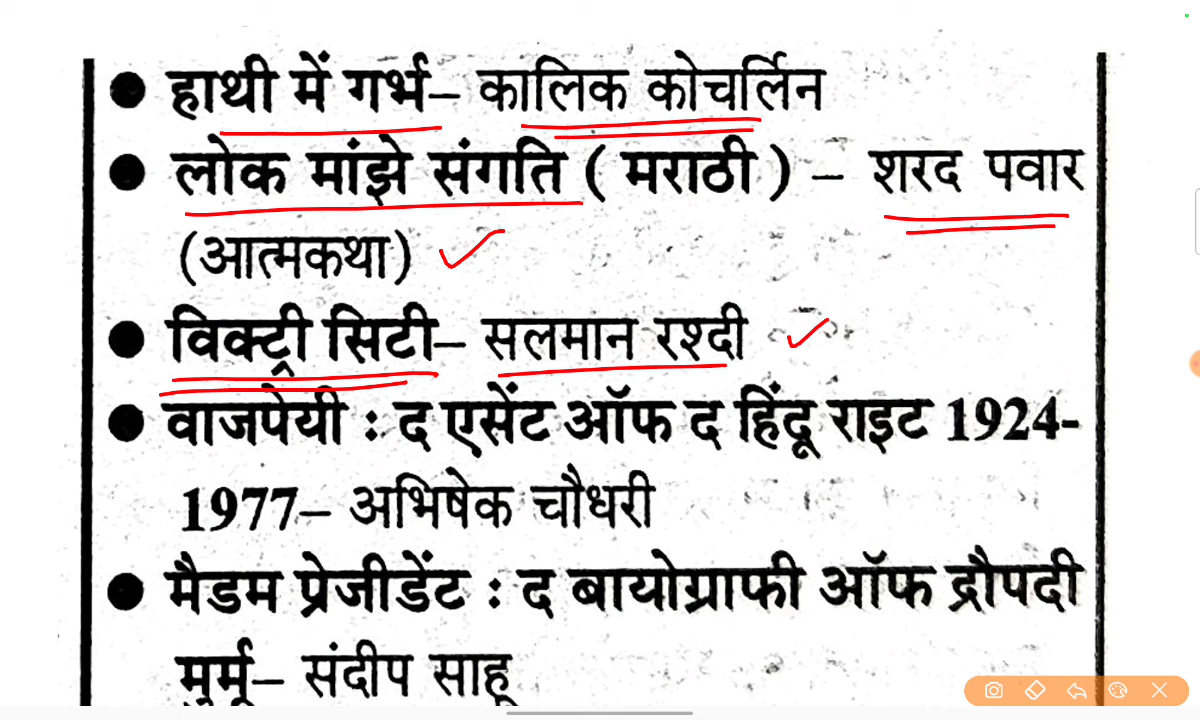 ● हाथी में गर्भ– कालिक कोचर्लिन
● लोक मांझे संगति ( मराठी ) – शरद पवार
(आत्मकथा)
● विक्ट्री सिटी– सलमान रश्दी
● वाजपेयी : द एसेंट ऑफ द हिंदू राइट 1924-
1977– अभिषेक चौधरी
● मैडम प्रेजीडेंट : द बायोग्राफी ऑफ द्रौपदी
मुर्मू– संदीप साहू